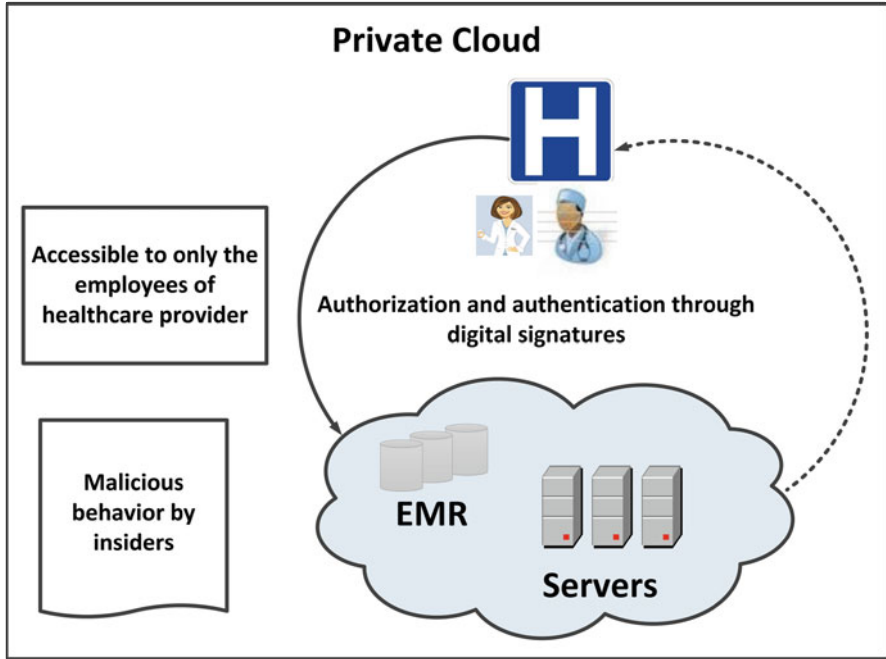 Private Cloud
H
Accessible to only the
employees of
healthcare provider
Authorization and authentication through
digital signatures
Malicious
behavior by
insiders
EMR
Servers